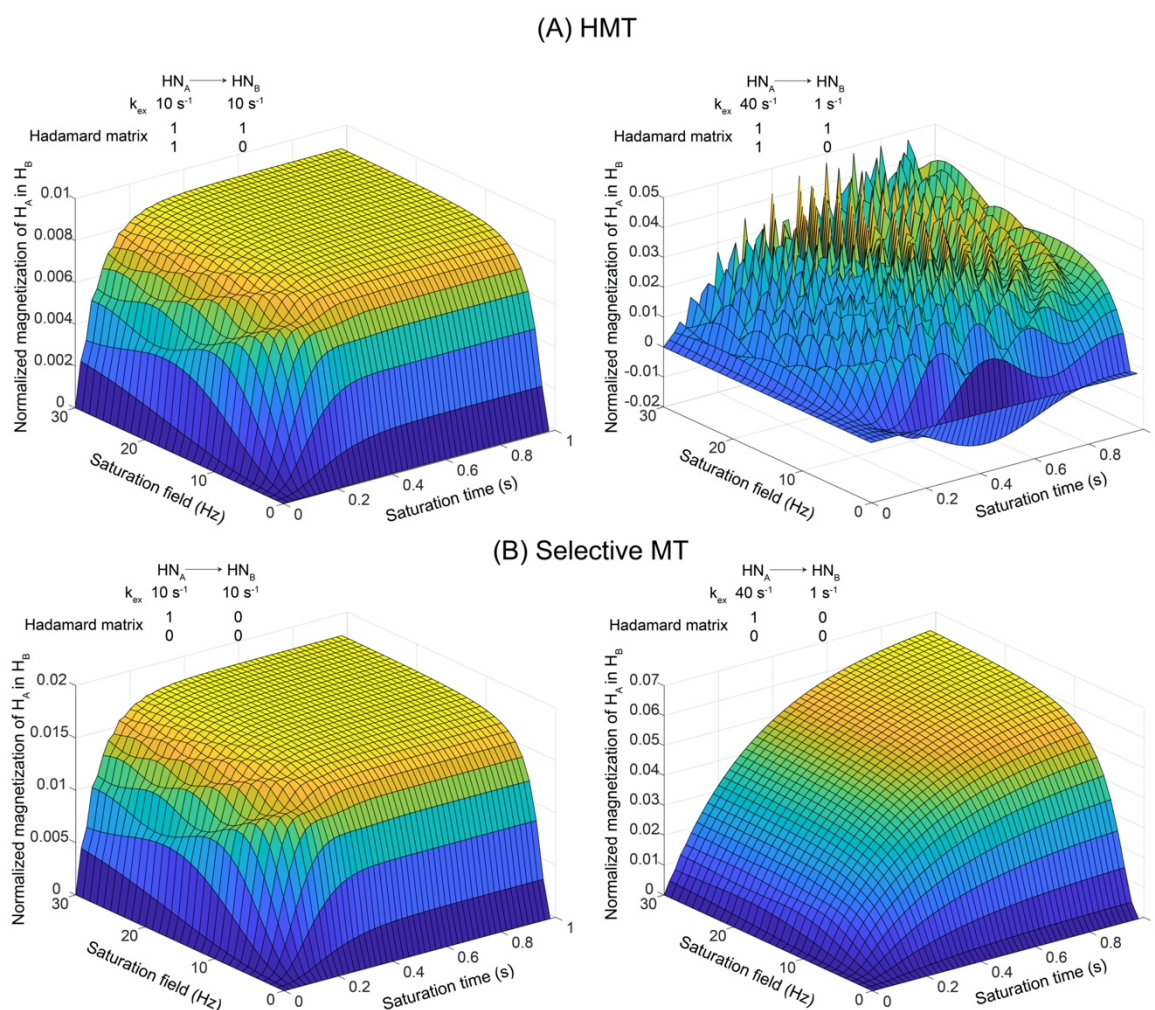 (A) HMT
HN_A → HN_B
k_ex 10 s⁻¹ 10 s⁻¹
Hadamard matrix
1 1
1 0
Normalized magnetization of H_A in H_B
0.01
0.008
0.006
0.004
0.002
0
30
20
10
0
Saturation field (Hz)
0
0.2
0.4
0.6
0.8
1
Saturation time (s)
HN_A → HN_B
k_ex 40 s⁻¹ 1 s⁻¹
Hadamard matrix
1 1
1 0
Normalized magnetization of H_A in H_B
0.05
0.04
0.03
0.02
0.01
0
-0.01
-0.02
30
20
10
0
Saturation field (Hz)
0
0.2
0.4
0.6
0.8
Saturation time (s)
(B) Selective MT
HN_A → HN_B
k_ex 10 s⁻¹ 10 s⁻¹
Hadamard matrix
1 0
0 0
Normalized magnetization of H_A in H_B
0.02
0.015
0.01
0.005
0
30
20
10
0
Saturation field (Hz)
0
0.2
0.4
0.6
0.8
1
Saturation time (s)
HN_A → HN_B
k_ex 40 s⁻¹ 1 s⁻¹
Hadamard matrix
1 0
0 0
Normalized magnetization of H_A in H_B
0.07
0.06
0.05
0.04
0.03
0.02
0.01
0
30
20
10
0
Saturation field (Hz)
0
0.2
0.4
0.6
0.8
Saturation time (s)